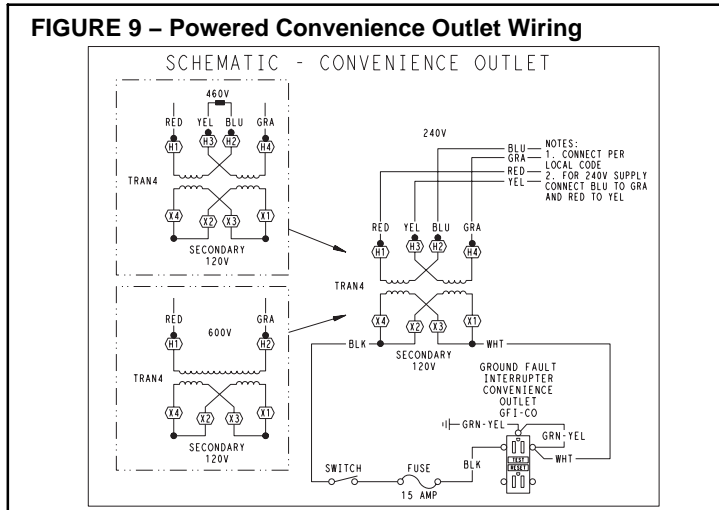 FIGURE 9 – Powered Convenience Outlet Wiring
SCHEMATIC - CONVENIENCE OUTLET
460V
RED YEL BLU GRA
H1 H3 H2 H4
TRAN4
X4 X2 X3 X1
SECONDARY
120V
600V
RED GRA
H1 H2
TRAN4
X4 X2 X3 X1
SECONDARY
120V
240V
BLU
GRA
RED
YEL
NOTES:
1. CONNECT PER
LOCAL CODE
2. FOR 240V SUPPLY
CONNECT BLU TO GRA
AND RED TO YEL
RED YEL BLU GRA
H1 H3 H2 H4
TRAN4
X4 X2 X3 X1
BLK WHT
SECONDARY
120V
GROUND FAULT
INTERRUPTER
CONVENIENCE
OUTLET
GFI-CO
GRN-YEL
GRN-YEL
WHT
BLK
TEST
RESET
SWITCH FUSE
15 AMP